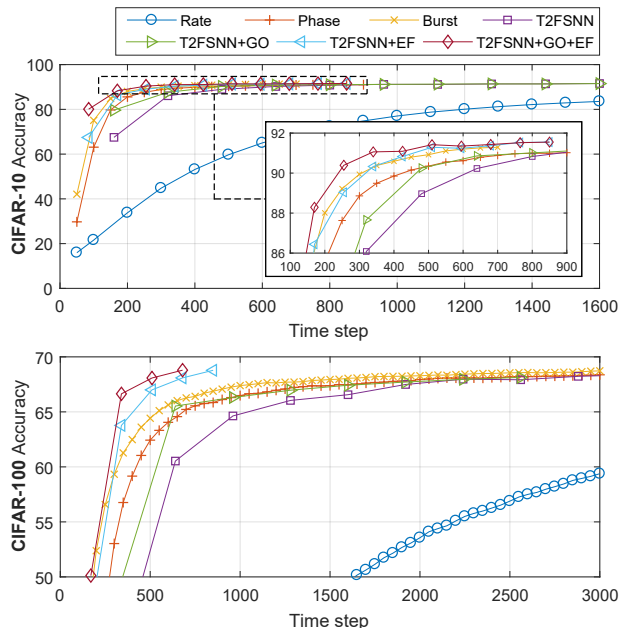 Rate Phase Burst T2FSNN
T2FSNN+GO T2FSNN+EF T2FSNN+GO+EF
CIFAR-10 Accuracy
100
80
60
40
20
0
0 200 400 600 800 1000 1200 1400 1600
Time step
92
90
88
86
100 200 300 400 500 600 700 800 900
CIFAR-100 Accuracy
70
65
60
55
50
0 500 1000 1500 2000 2500 3000
Time step